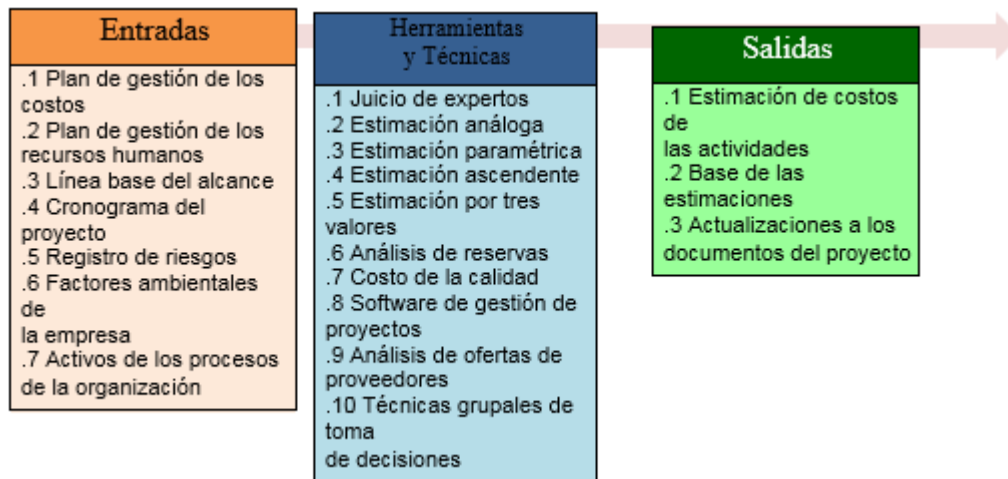 Entradas
.1 Plan de gestión de los
costos
.2 Plan de gestión de los
recursos humanos
.3 Línea base del alcance
.4 Cronograma del
proyecto
.5 Registro de riesgos
.6 Factores ambientales
de
la empresa
.7 Activos de los procesos
de la organización
Herramientas
y Técnicas
.1 Juicio de expertos
.2 Estimación análoga
.3 Estimación paramétrica
.4 Estimación ascendente
.5 Estimación por tres
valores
.6 Análisis de reservas
.7 Costo de la calidad
.8 Software de gestión de
proyectos
.9 Análisis de ofertas de
proveedores
.10 Técnicas grupales de
toma
de decisiones
Salidas
.1 Estimación de costos
de
las actividades
.2 Base de las
estimaciones
.3 Actualizaciones a los
documentos del proyecto